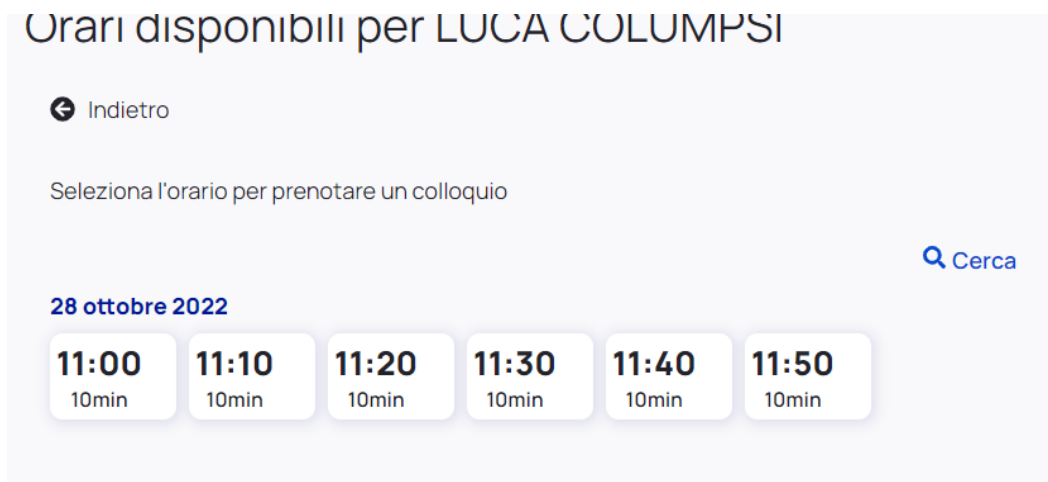 Orari disponibili per LUCA COLUMPSI
Indietro
Seleziona l'orario per prenotare un colloquio
Cerca
28 ottobre 2022
11:00 11:10 11:20 11:30 11:40 11:50
10min 10min 10min 10min 10min 10min